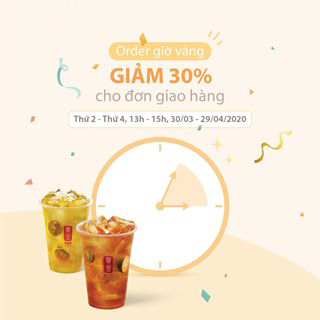 Order giờ vàng
GIẢM 30%
cho đơn giao hàng
Thứ 2 - Thứ 4, 13h - 15h, 30/03 - 29/04/2020